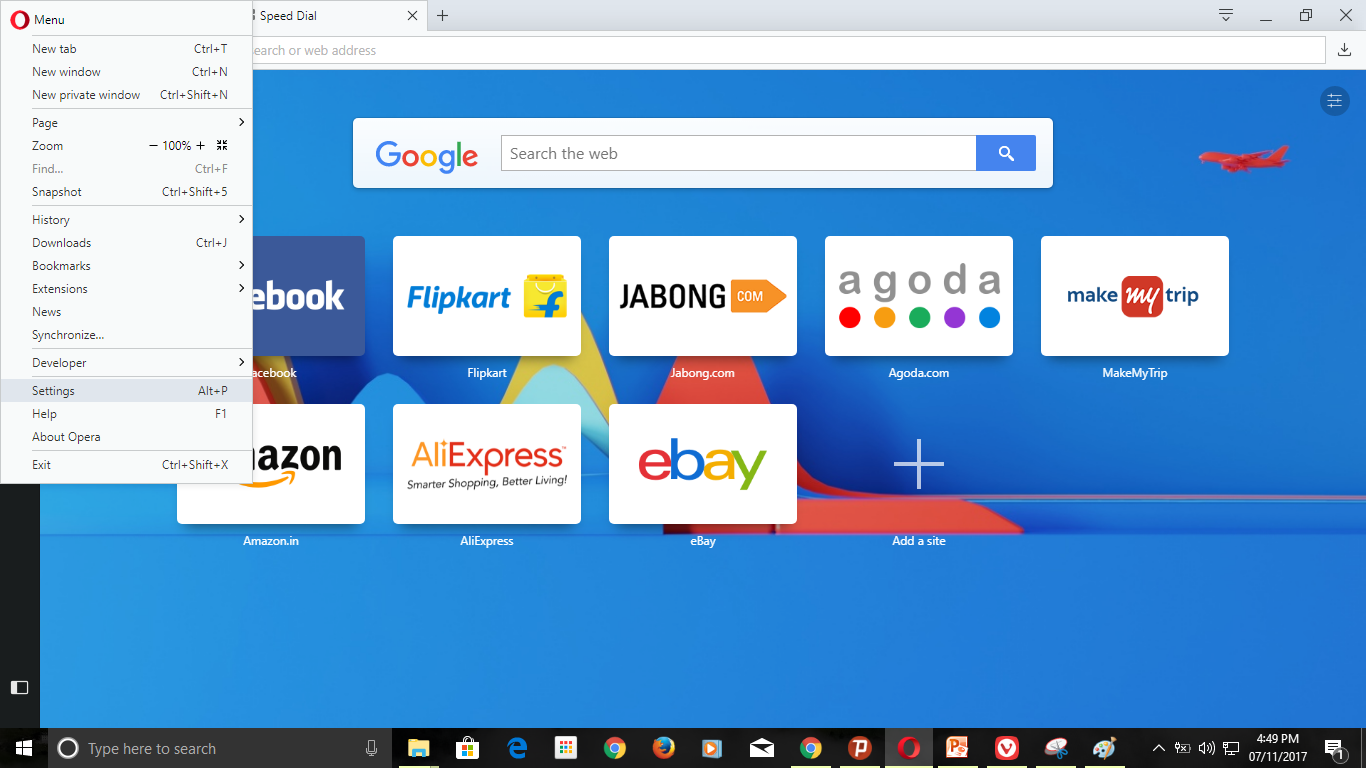 Menu
Speed Dial
New tab Ctrl+T
New window Ctrl+N
New private window Ctrl+Shift+N
Page
Zoom − 100% +
Find... Ctrl+F
Snapshot Ctrl+Shift+5
History
Downloads Ctrl+J
Bookmarks
Extensions
News
Synchronize...
Developer
Settings Alt+P
Help F1
About Opera
Exit Ctrl+Shift+X
earch or web address
Google
Search the web
ebook
Flipkart
JABONG COM
agoda
make my trip
acebook
Flipkart
Jabong.com
Agoda.com
MakeMyTrip
nazon
AliExpress™
Smarter Shopping, Better Living!
ebay
Amazon.in
AliExpress
eBay
Add a site
Type here to search
4:49 PM
07/11/2017
1